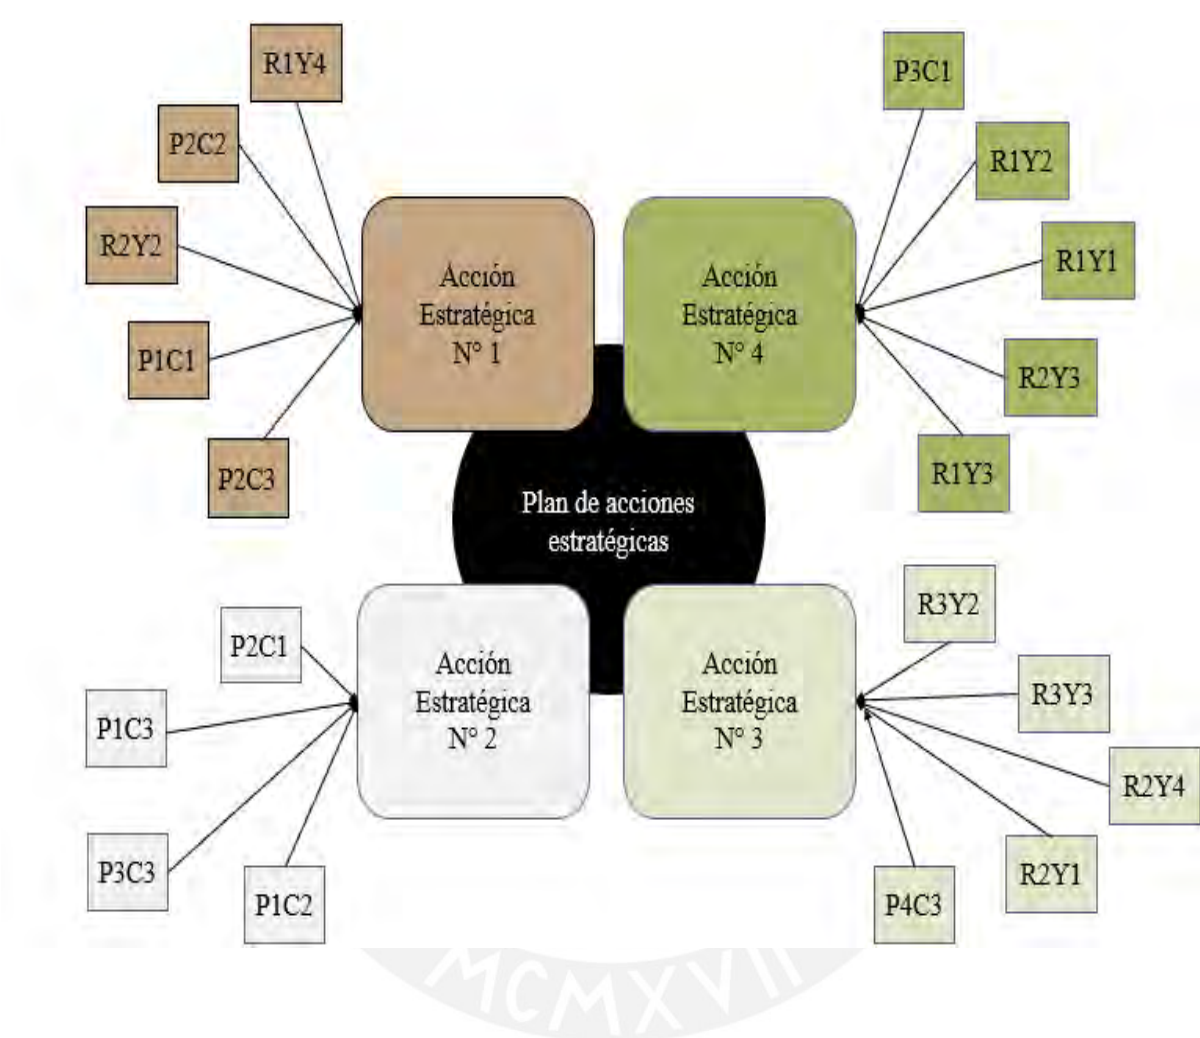 R1Y4
P2C2
R2Y2
P1C1
P2C3
Acción
Estratégica
N° 1
P3C1
R1Y2
R1Y1
R2Y3
R1Y3
Acción
Estratégica
N° 4
Plan de acciones
estratégicas
P2C1
P1C3
P3C3
P1C2
Acción
Estratégica
N° 2
R3Y2
R3Y3
R2Y4
R2Y1
P4C3
Acción
Estratégica
N° 3
MCMXVII